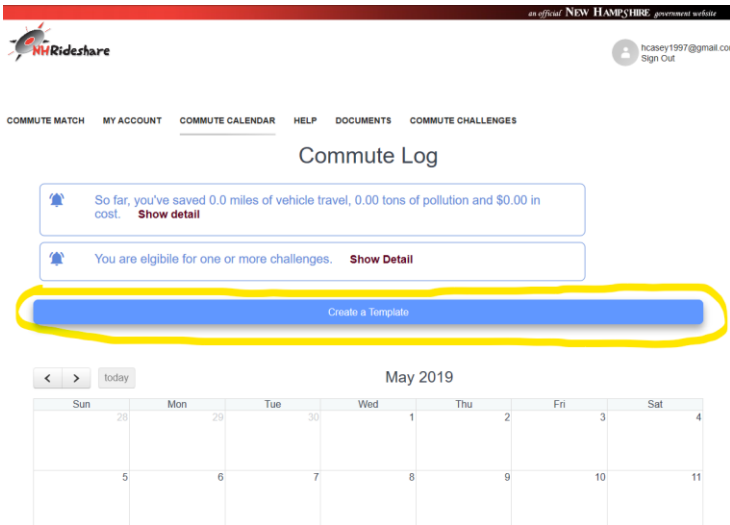 an official NEW HAMPSHIRE government website
NHRideshare
hcasey1997@gmail.com
Sign Out
COMMUTE MATCH MY ACCOUNT COMMUTE CALENDAR HELP DOCUMENTS COMMUTE CHALLENGES
Commute Log
So far, you've saved 0.0 miles of vehicle travel, 0.00 tons of pollution and $0.00 in
cost. Show detail
You are elgibile for one or more challenges. Show Detail
Create a Template
< > today May 2019
Sun Mon Tue Wed Thu Fri Sat
28 29 30 1 2 3 4
5 6 7 8 9 10 11